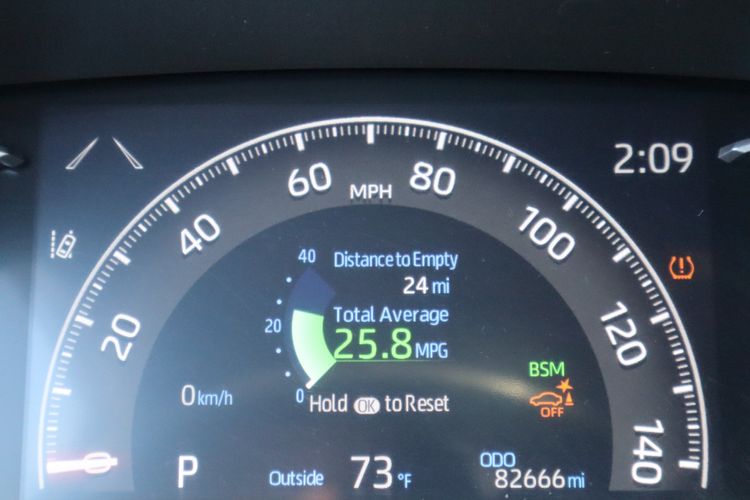 2:09
0
20
40
60
MPH
80
100
120
140
40
20
0
Distance to Empty
24 mi
Total Average
25.8 MPG
Hold OK to Reset
0 km/h
BSM
OFF
P
Outside 73 °F
ODO
82666 mi